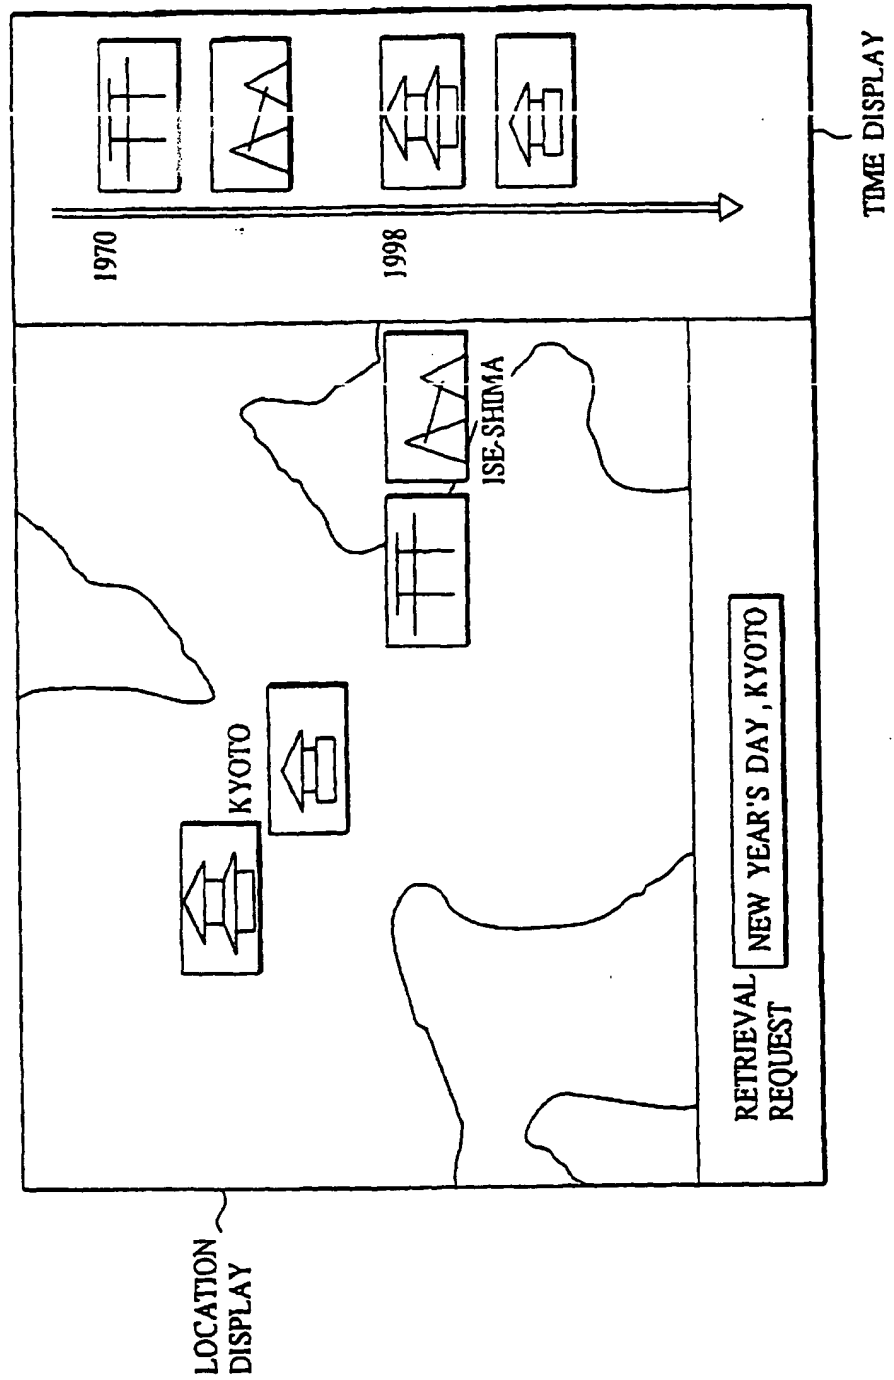 1970
1998
TIME DISPLAY
ISE-SHIMA
KYOTO
LOCATION
DISPLAY
RETRIEVAL
REQUEST
NEW YEAR'S DAY , KYOTO